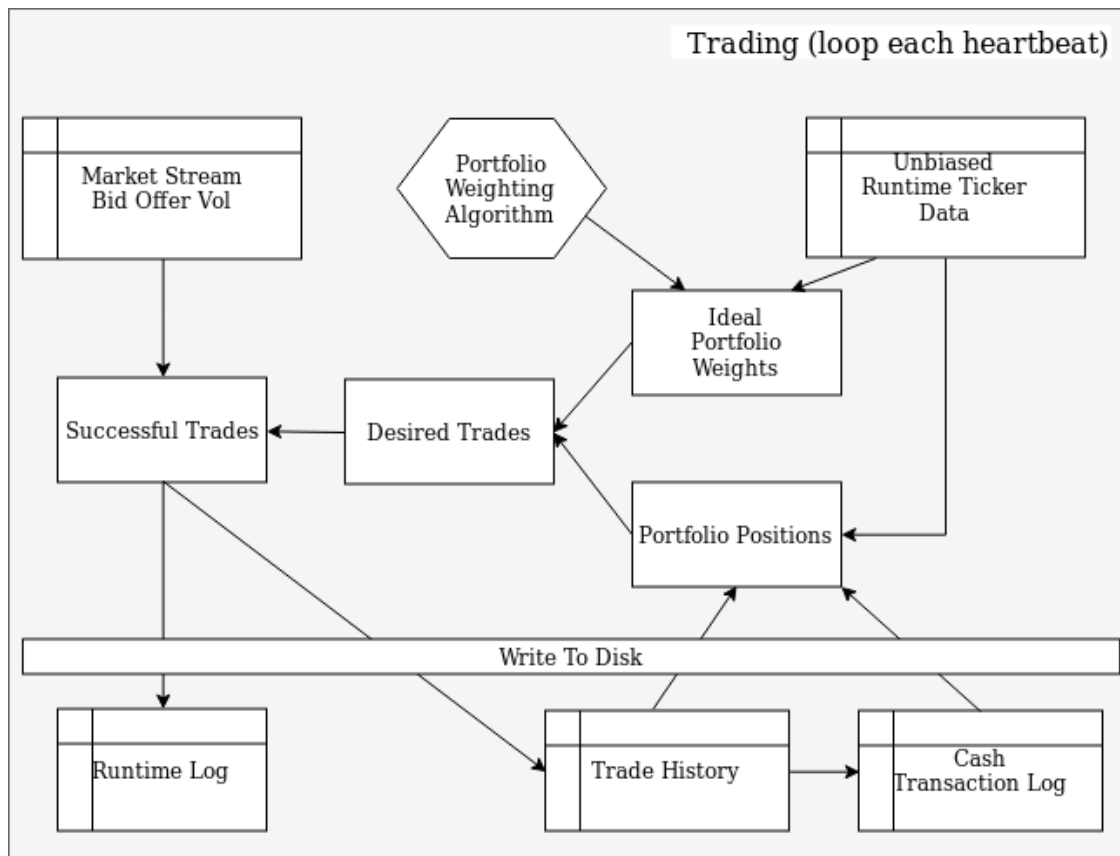 Trading (loop each heartbeat)
Market Stream
Bid Offer Vol
Portfolio
Weighting
Algorithm
Unbiased
Runtime Ticker
Data
Ideal
Portfolio
Weights
Successful Trades
Desired Trades
Portfolio Positions
Write To Disk
Runtime Log
Trade History
Cash
Transaction Log